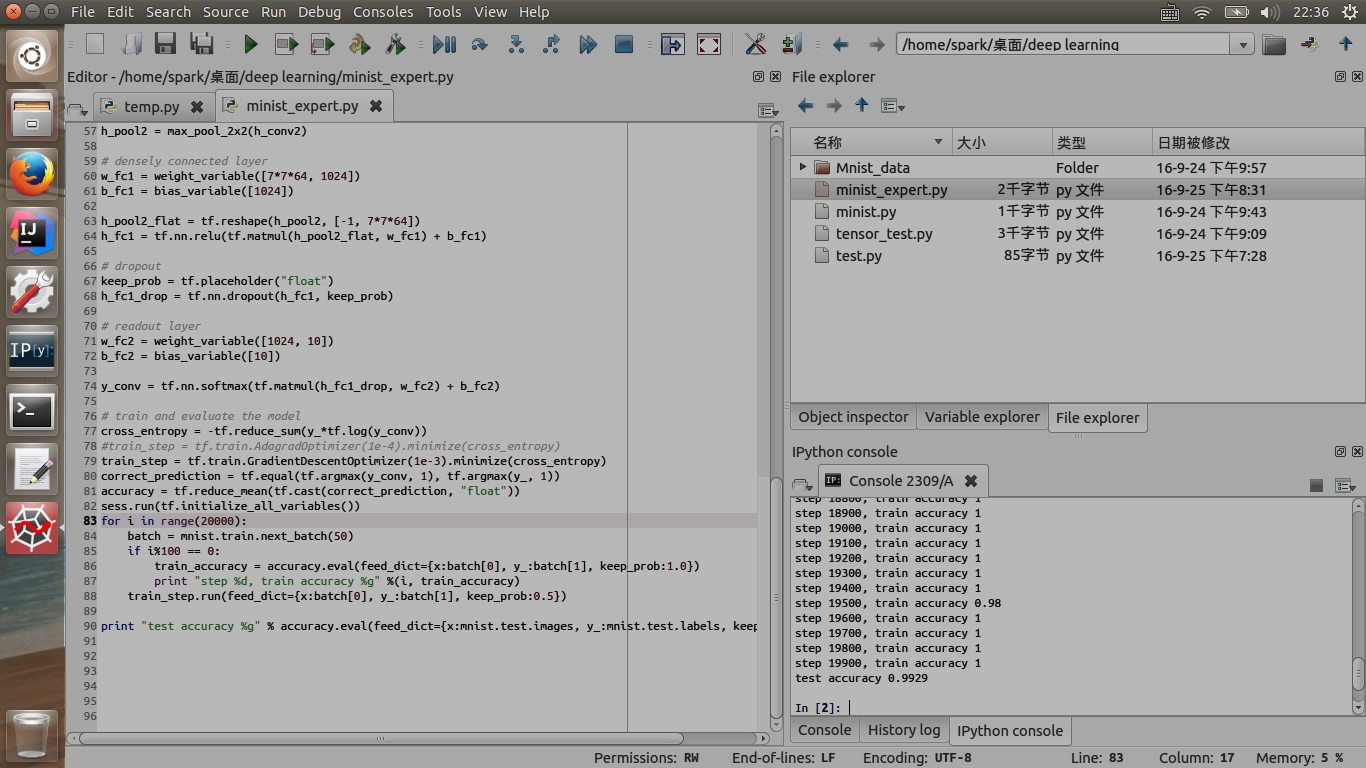 File Edit Search Source Run Debug Consoles Tools View Help
22:36
/home/spark/桌面/deep learning
Editor - /home/spark/桌面/deep learning/minist_expert.py
temp.py
minist_expert.py
57 h_pool2 = max_pool_2x2(h_conv2)
58
59 # densely connected layer
60 w_fc1 = weight_variable([7*7*64, 1024])
61 b_fc1 = bias_variable([1024])
62
63 h_pool2_flat = tf.reshape(h_pool2, [-1, 7*7*64])
64 h_fc1 = tf.nn.relu(tf.matmul(h_pool2_flat, w_fc1) + b_fc1)
65
66 # dropout
67 keep_prob = tf.placeholder("float")
68 h_fc1_drop = tf.nn.dropout(h_fc1, keep_prob)
69
70 # readout layer
71 w_fc2 = weight_variable([1024, 10])
72 b_fc2 = bias_variable([10])
73
74 y_conv = tf.nn.softmax(tf.matmul(h_fc1_drop, w_fc2) + b_fc2)
75
76 # train and evaluate the model
77 cross_entropy = -tf.reduce_sum(y_*tf.log(y_conv))
78 #train_step = tf.train.AdagradOptimizer(1e-4).minimize(cross_entropy)
79 train_step = tf.train.GradientDescentOptimizer(1e-3).minimize(cross_entropy)
80 correct_prediction = tf.equal(tf.argmax(y_conv, 1), tf.argmax(y_, 1))
81 accuracy = tf.reduce_mean(tf.cast(correct_prediction, "float"))
82 sess.run(tf.initialize_all_variables())
83 for i in range(20000):
84     batch = mnist.train.next_batch(50)
85     if i%100 == 0:
86         train_accuracy = accuracy.eval(feed_dict={x:batch[0], y_:batch[1], keep_prob:1.0})
87         print "step %d, train accuracy %g" %(i, train_accuracy)
88     train_step.run(feed_dict={x:batch[0], y_:batch[1], keep_prob:0.5})
89
90 print "test accuracy %g" % accuracy.eval(feed_dict={x:mnist.test.images, y_:mnist.test.labels, keep
91
92
93
94
95
96
File explorer
名称 大小 类型 日期被修改
Mnist_data Folder 16-9-24 下午9:57
minist_expert.py 2千字节 py 文件 16-9-25 下午8:31
minist.py 1千字节 py 文件 16-9-24 下午9:43
tensor_test.py 3千字节 py 文件 16-9-24 下午9:09
test.py 85字节 py 文件 16-9-25 下午7:28
Object inspector Variable explorer File explorer
IPython console
IP: Console 2309/A
step 18800, train accuracy 1
step 18900, train accuracy 1
step 19000, train accuracy 1
step 19100, train accuracy 1
step 19200, train accuracy 1
step 19300, train accuracy 1
step 19400, train accuracy 1
step 19500, train accuracy 0.98
step 19600, train accuracy 1
step 19700, train accuracy 1
step 19800, train accuracy 1
step 19900, train accuracy 1
test accuracy 0.9929
In [2]:
Console History log IPython console
Permissions: RW End-of-lines: LF Encoding: UTF-8 Line: 83 Column: 17 Memory: 5 %
IJ
IP[y]: